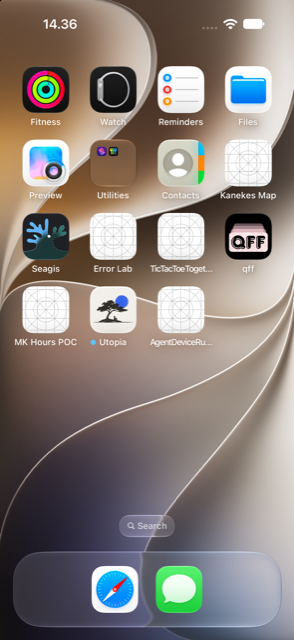 14.36
Fitness
Watch
Reminders
Files
Preview
Utilities
Contacts
Kanekes Map
Seagis
Error Lab
TicTacToeToget...
QFF
qff
MK Hours POC
Utopia
AgentDeviceRu...
Search